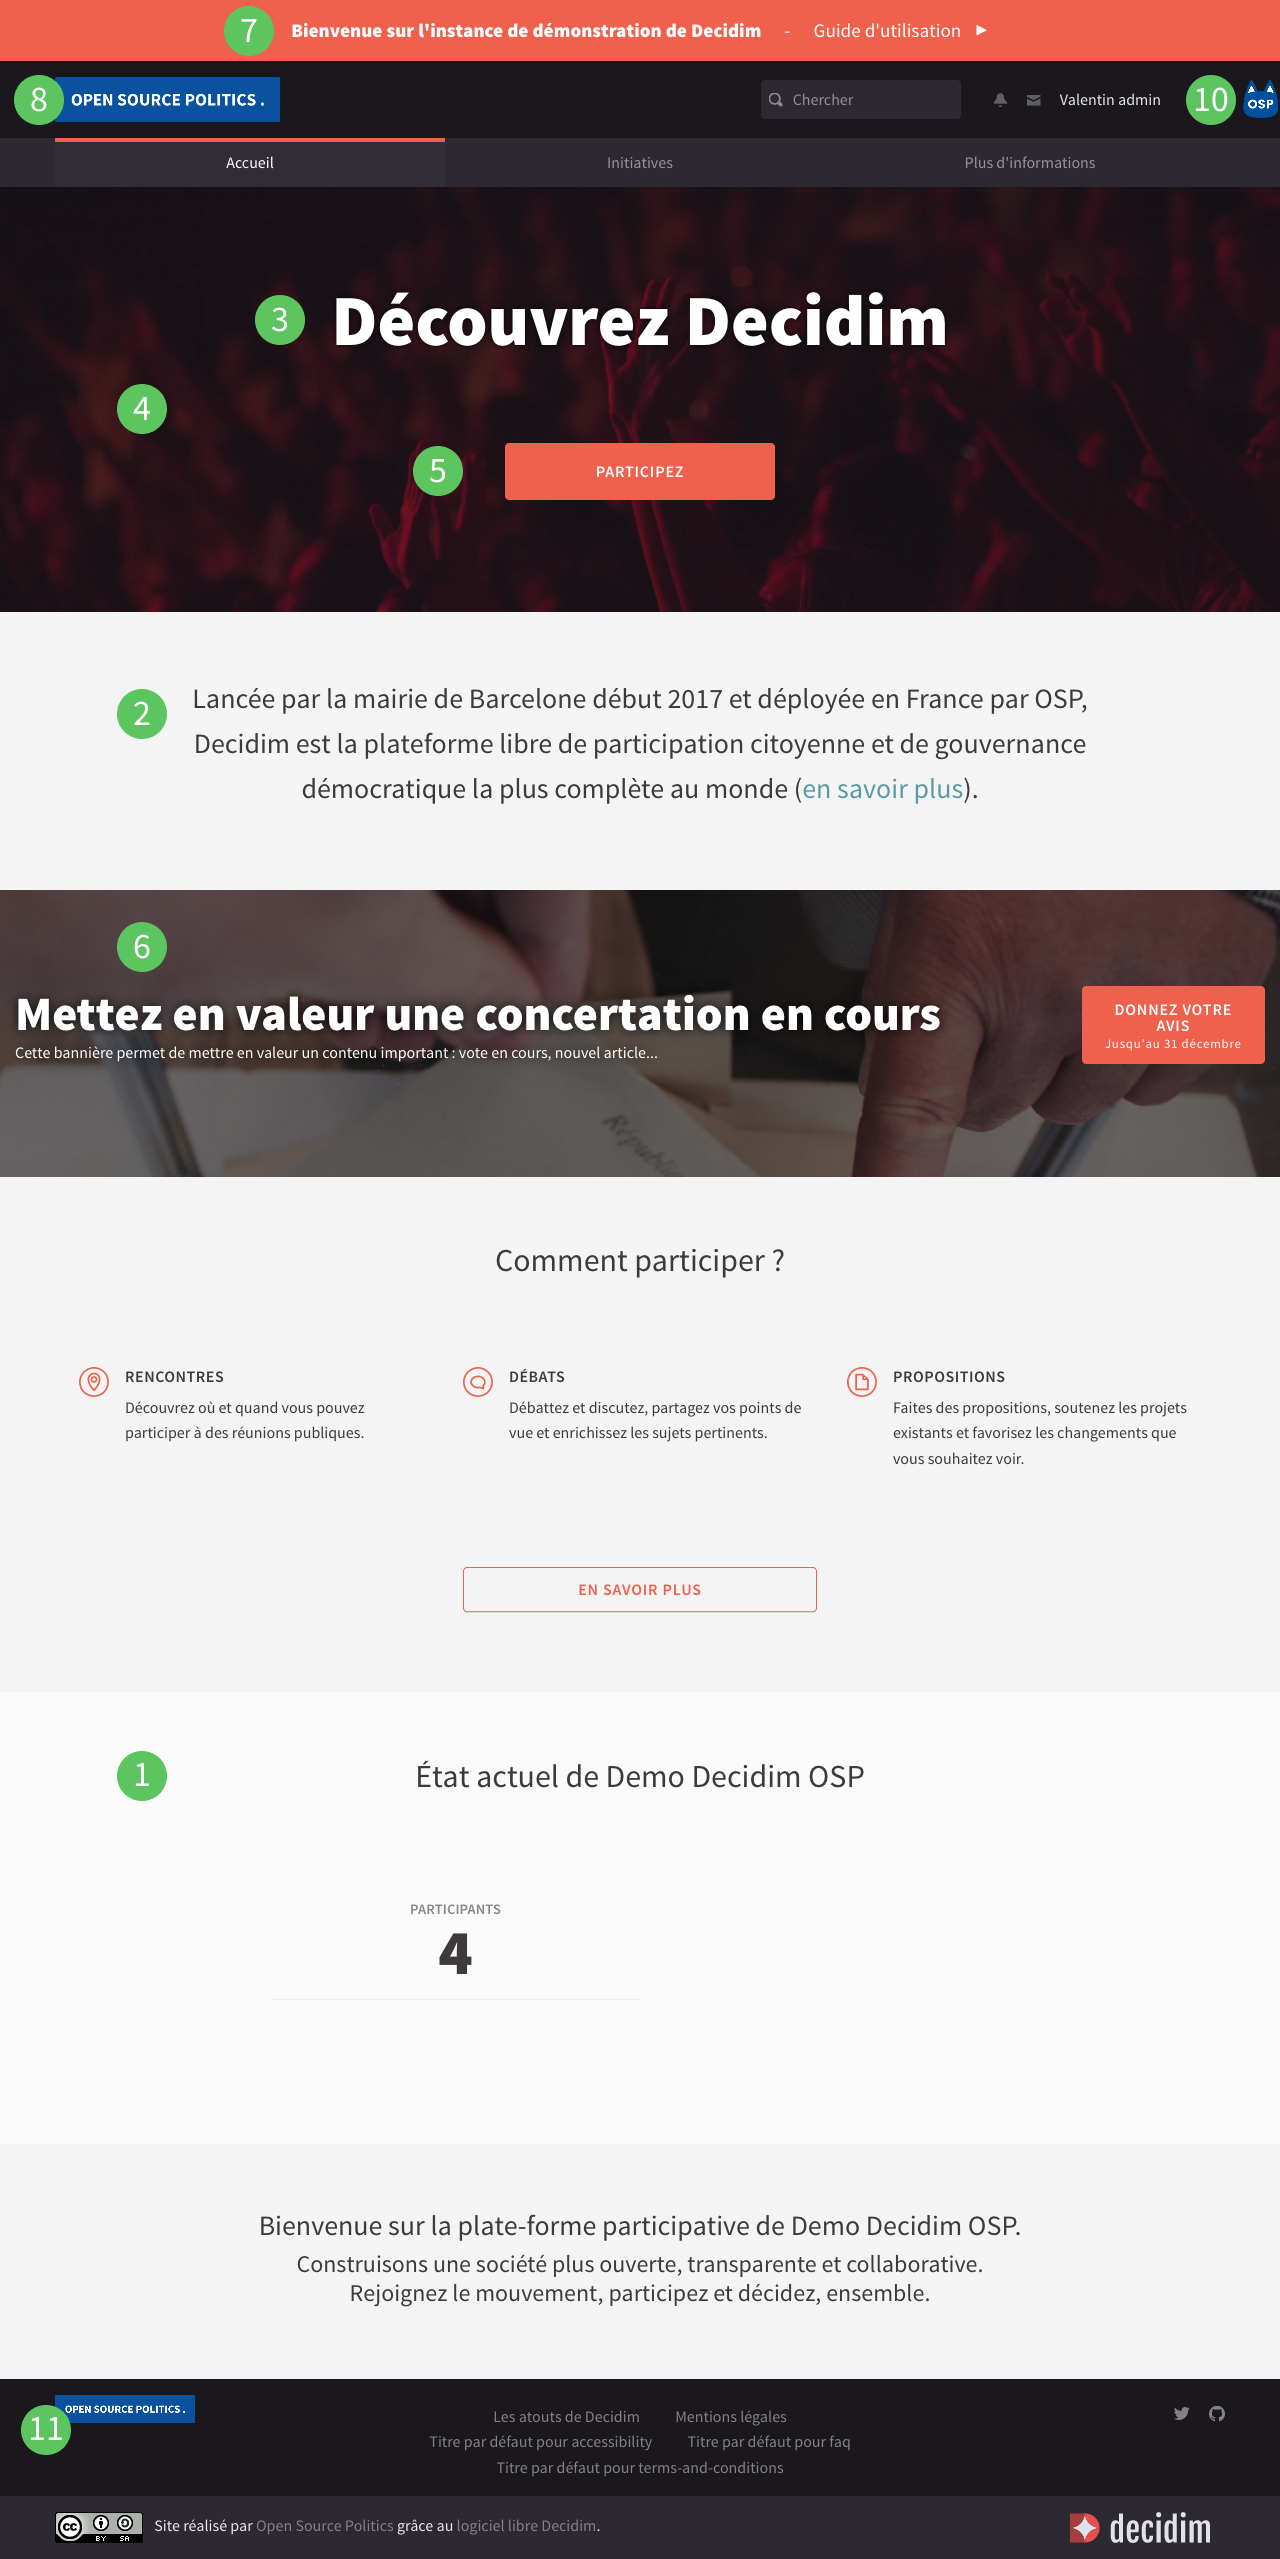 7 Bienvenue sur l'instance de démonstration de Decidim - Guide d'utilisation ►
8 OPEN SOURCE POLITICS . Chercher Valentin admin 10 OSP
Accueil Initiatives Plus d'informations
3 Découvrez Decidim
4
5 PARTICIPEZ
2 Lancée par la mairie de Barcelone début 2017 et déployée en France par OSP,
Decidim est la plateforme libre de participation citoyenne et de gouvernance
démocratique la plus complète au monde (en savoir plus).
6
Mettez en valeur une concertation en cours
Cette bannière permet de mettre en valeur un contenu important : vote en cours, nouvel article...
DONNEZ VOTRE
AVIS
Jusqu'au 31 décembre
Comment participer ?
RENCONTRES
Découvrez où et quand vous pouvez
participer à des réunions publiques.
DÉBATS
Débattez et discutez, partagez vos points de
vue et enrichissez les sujets pertinents.
PROPOSITIONS
Faites des propositions, soutenez les projets
existants et favorisez les changements que
vous souhaitez voir.
EN SAVOIR PLUS
1 État actuel de Demo Decidim OSP
PARTICIPANTS
4
Bienvenue sur la plate-forme participative de Demo Decidim OSP.
Construisons une société plus ouverte, transparente et collaborative.
Rejoignez le mouvement, participez et décidez, ensemble.
11 OPEN SOURCE POLITICS .
Les atouts de Decidim Mentions légales
Titre par défaut pour accessibility Titre par défaut pour faq
Titre par défaut pour terms-and-conditions
cc BY SA Site réalisé par Open Source Politics grâce au logiciel libre Decidim. decidim